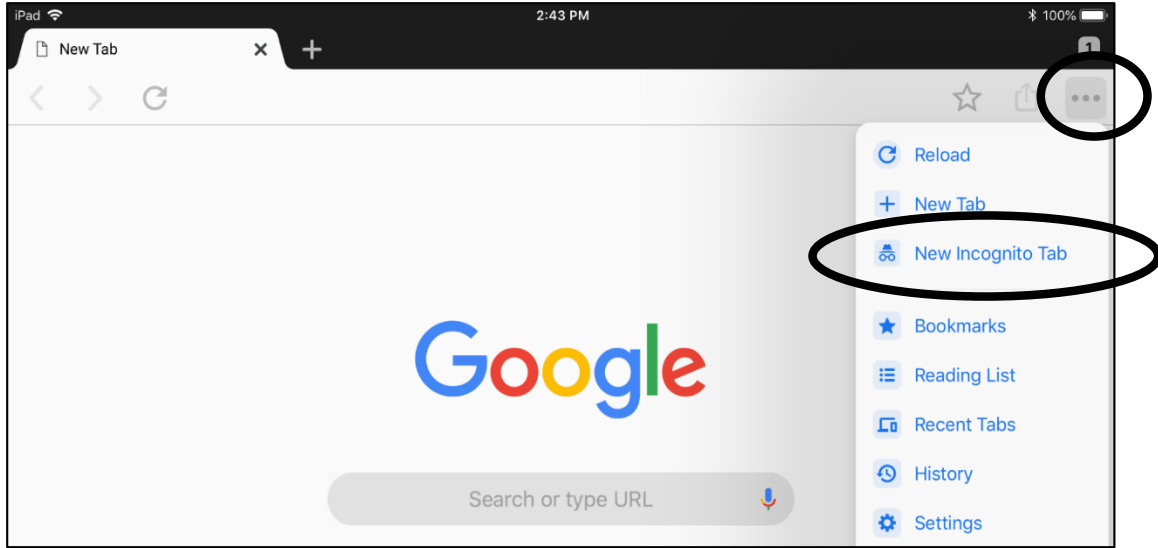 iPad 2:43 PM 100%
New Tab 1
Reload
New Tab
New Incognito Tab
Bookmarks
Google
Reading List
Recent Tabs
History
Search or type URL
Settings